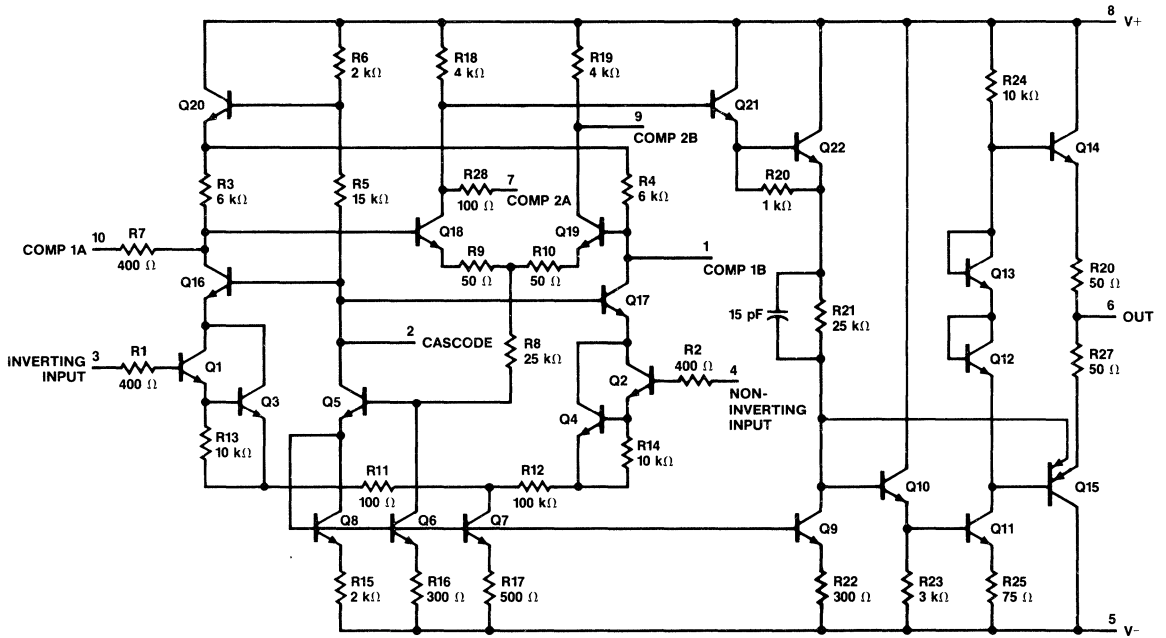 8
V+
R6
2 kΩ
R18
4 kΩ
R19
4 kΩ
R24
10 kΩ
Q20
Q21
9
COMP 2B
Q22
Q14
R3
6 kΩ
R5
15 kΩ
R28
100 Ω
7
COMP 2A
R4
6 kΩ
R20
1 kΩ
COMP 1A
10
R7
400 Ω
Q18
Q19
R9
50 Ω
R10
50 Ω
1
COMP 1B
Q16
Q17
Q13
R20
50 Ω
15 pF
R21
25 kΩ
6
OUT
2
CASCODE
R8
25 kΩ
INVERTING
INPUT
3
R1
400 Ω
Q1
Q2
R2
400 Ω
4
NON-
INVERTING
INPUT
Q12
R27
50 Ω
Q3
Q5
Q4
R13
10 kΩ
R14
10 kΩ
R11
100 Ω
R12
100 kΩ
Q10
Q15
Q8
Q6
Q7
Q9
Q11
R15
2 kΩ
R16
300 Ω
R17
500 Ω
R22
300 Ω
R23
3 kΩ
R25
75 Ω
5
V−